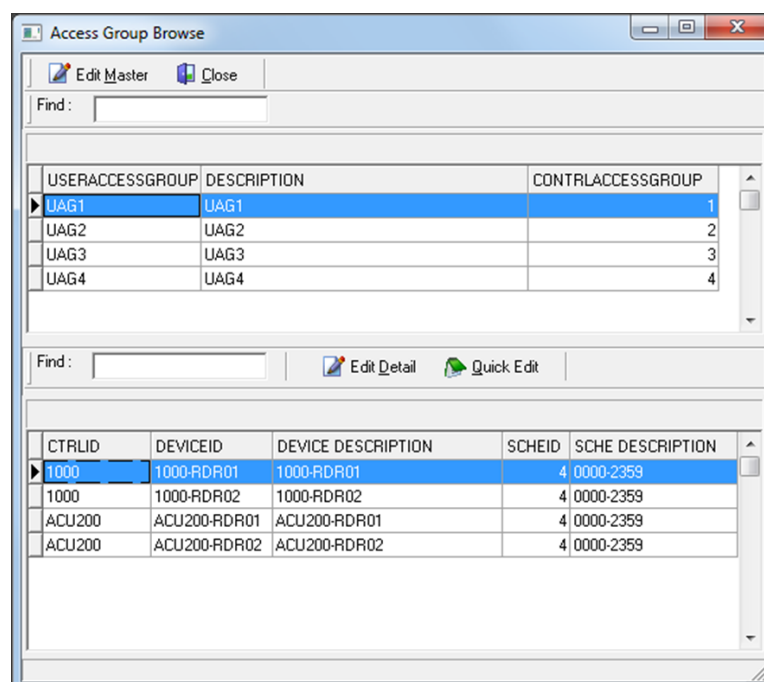 Access Group Browse
Edit Master Close
Find :
USERACCESSGROUP DESCRIPTION CONTRLACCESSGROUP
UAG1 UAG1 1
UAG2 UAG2 2
UAG3 UAG3 3
UAG4 UAG4 4
Find : Edit Detail Quick Edit
CTRLID DEVICEID DEVICE DESCRIPTION SCHEID SCHE DESCRIPTION
1000 1000-RDR01 1000-RDR01 4 0000-2359
1000 1000-RDR02 1000-RDR02 4 0000-2359
ACU200 ACU200-RDR01 ACU200-RDR01 4 0000-2359
ACU200 ACU200-RDR02 ACU200-RDR02 4 0000-2359